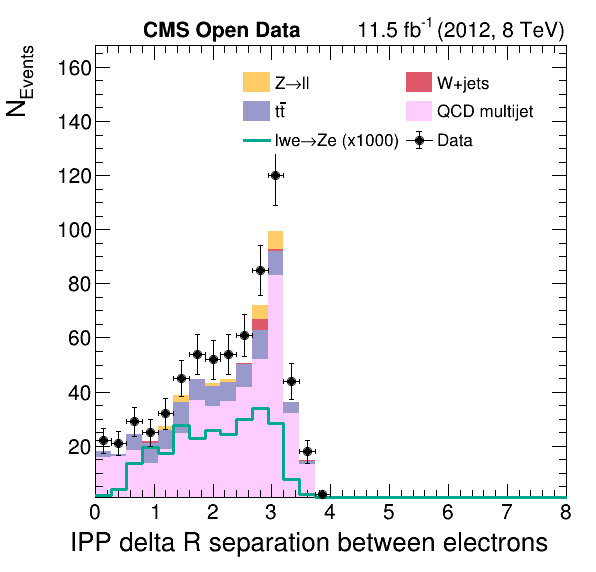 CMS Open Data 11.5 fb⁻¹ (2012, 8 TeV)
N_Events
160
140
120
100
80
60
40
20
Z→ll W+jets
tt̄ QCD multijet
lwe→Ze (x1000) Data
0 1 2 3 4 5 6 7 8
IPP delta R separation between electrons